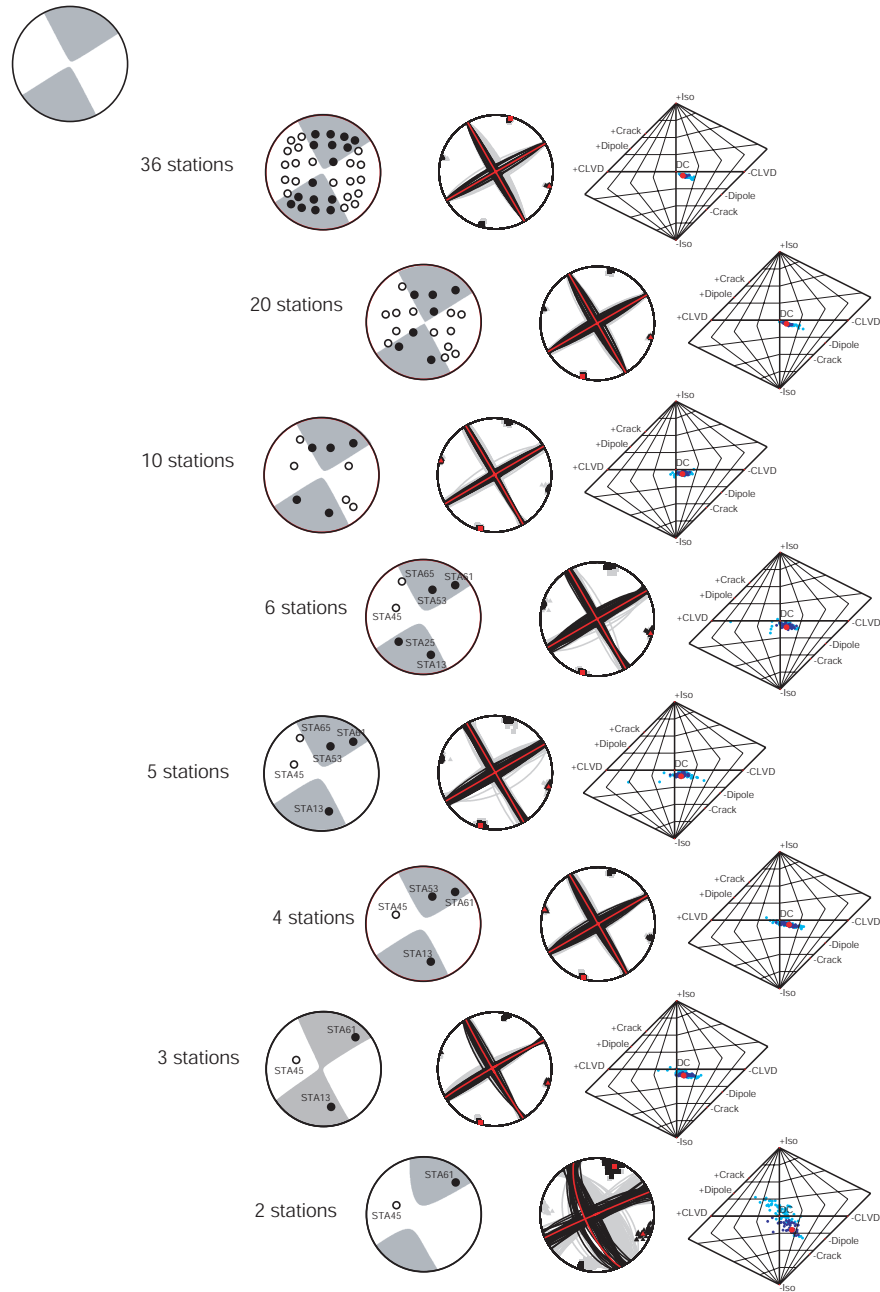 +Iso
+Crack
+Dipole
36 stations
DC
+CLVD
-CLVD
-Dipole
-Crack
-Iso
+Iso
+Crack
+Dipole
20 stations
DC
+CLVD
-CLVD
-Dipole
-Crack
-Iso
+Iso
+Crack
+Dipole
10 stations
DC
+CLVD
-CLVD
-Dipole
-Crack
-Iso
+Iso
STA65
STA61
+Crack
+Dipole
STA53
6 stations
STA45
DC
+CLVD
-CLVD
STA25
-Dipole
STA13
-Crack
-Iso
+Iso
STA65
STA61
+Crack
+Dipole
STA53
5 stations
STA45
DC
+CLVD
-CLVD
-Dipole
STA13
-Crack
-Iso
+Iso
STA53
+Crack
STA61
+Dipole
STA45
4 stations
DC
+CLVD
-CLVD
STA13
-Dipole
-Crack
-Iso
+Iso
STA61
+Crack
+Dipole
3 stations
STA45
DC
+CLVD
-CLVD
STA13
-Dipole
-Crack
-Iso
+Iso
STA61
+Crack
+Dipole
2 stations
STA45
DC
+CLVD
-CLVD
-Dipole
-Crack
-Iso